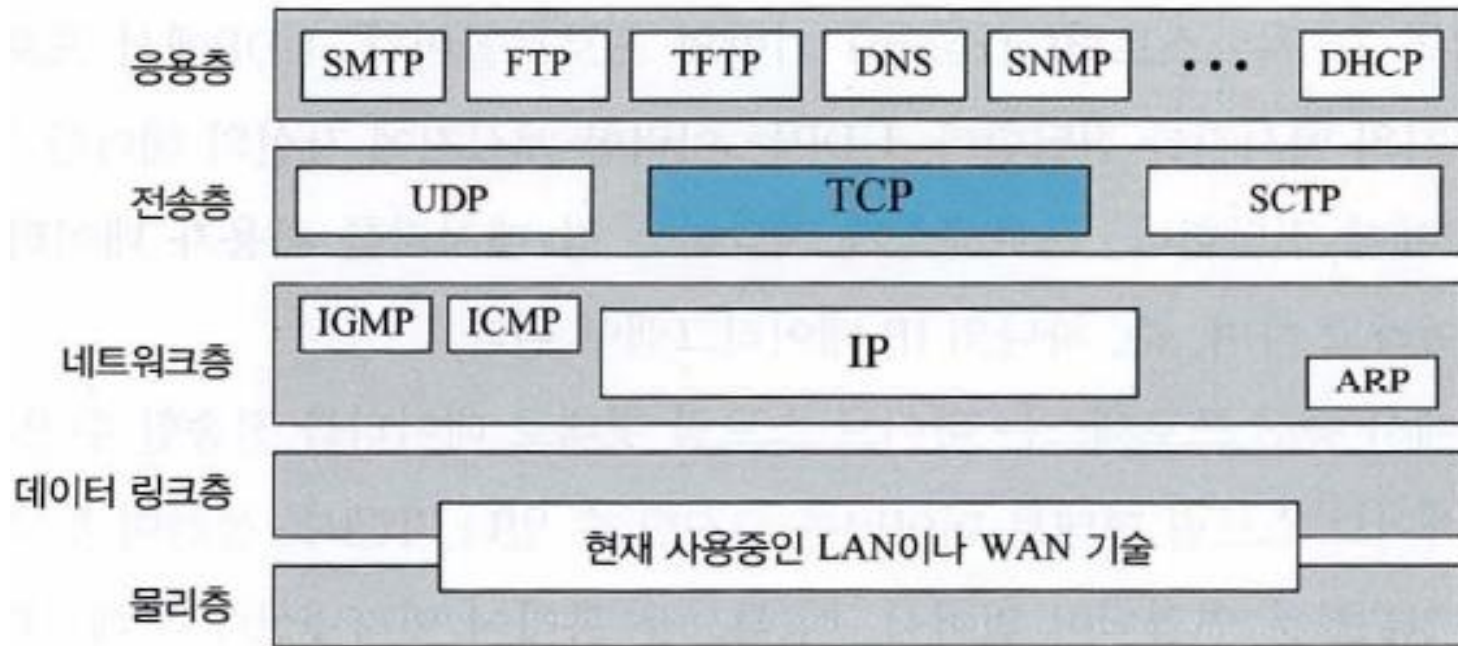 응용층 SMTP FTP TFTP DNS SNMP ••• DHCP
전송층 UDP TCP SCTP
네트워크층 IGMP ICMP IP ARP
데이터 링크층
현재 사용중인 LAN이나 WAN 기술
물리층